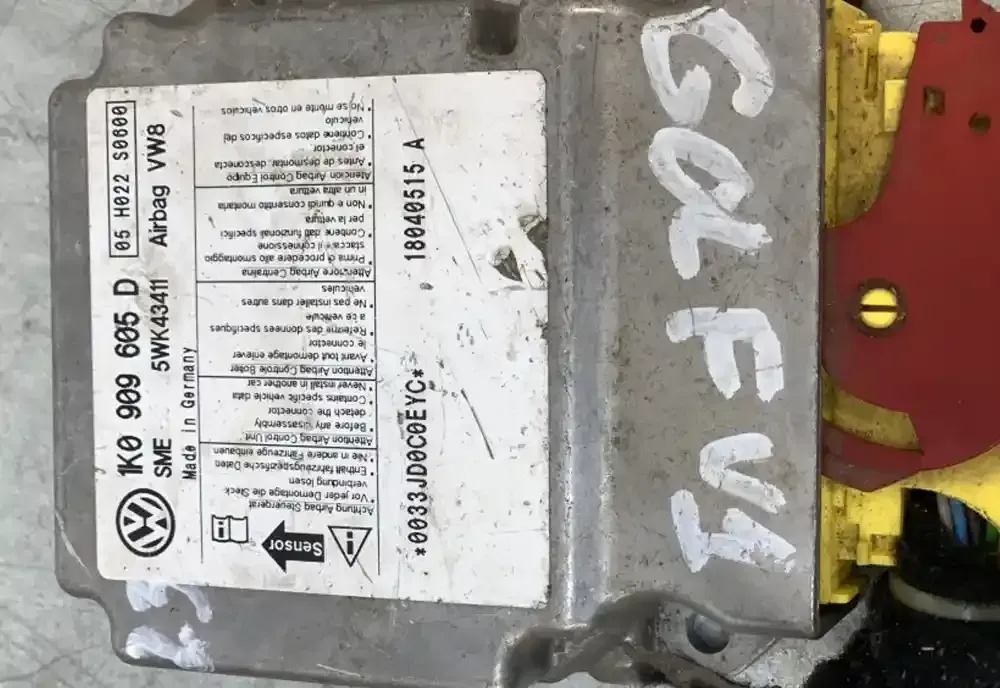 05 H022 S0600
1K0 909 605 D
SME 5WK43411 Airbag VW8
Made in Germany
Sensor
Achtung Airbag Steuergerät
• Vor jeder Demontage die Steck
verbindung lösen
• Enthält fahrzeugspezifische Daten
• Nie in andere Fahrzeuge einbauen
Attention Airbag Control Unit
• Before any disassembly
detach the connector
• Contains specific vehicle data
• Never install in another car
Attention Airbag Contrôle Boîtier
• Avant tout démontage enlever
le connecteur
• Referme des données spécifiques
a ce véhicule
• Ne pas installer dans autres
véhicules
Attenzione Airbag Centralina
• Prima di procedere allo smontaggio
stacca il connessione
• Contiene dati funzionali specifici
per la vettura
• Non e quindi consentito montarla
in un altra vettura
Atencion Airbag Control Equipo
• Antes de desmontar, desconecta
el conector
• Contiene datos especificos del
vehiculo
• No se monte en otros vehiculos
*0033JD0C0EYC* 18040515 A
GOLF